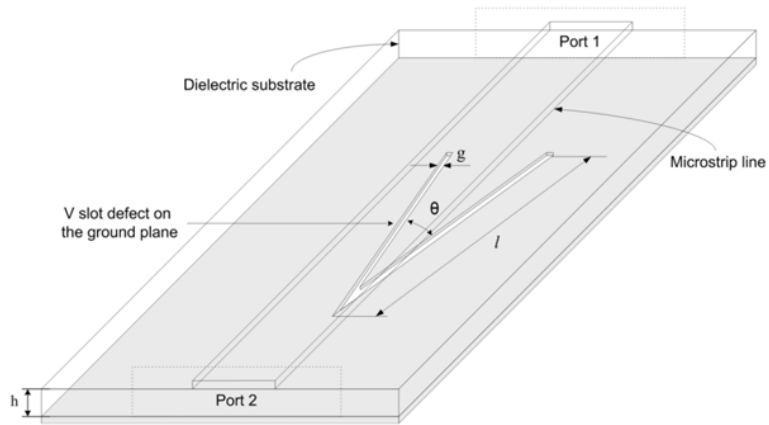 Port 1
Dielectric substrate
g
Microstrip line
V slot defect on
the ground plane
θ
l
h
Port 2